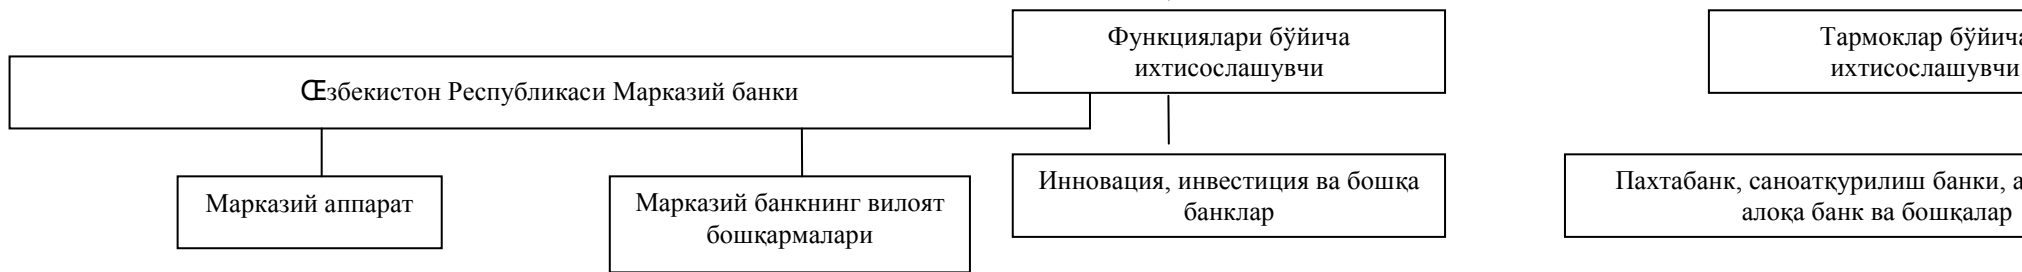 Функциялари бўйича
ихтисослашувчи
Тармоклар бўйича
ихтисослашувчи
Œзбекистон Республикаси Марказий банки
Марказий аппарат
Марказий банкнинг вилоят
бошқармалари
Инновация, инвестиция ва бошқа
банклар
Пахтабанк, саноатқурилиш банки, а
алоқа банк ва бошқалар